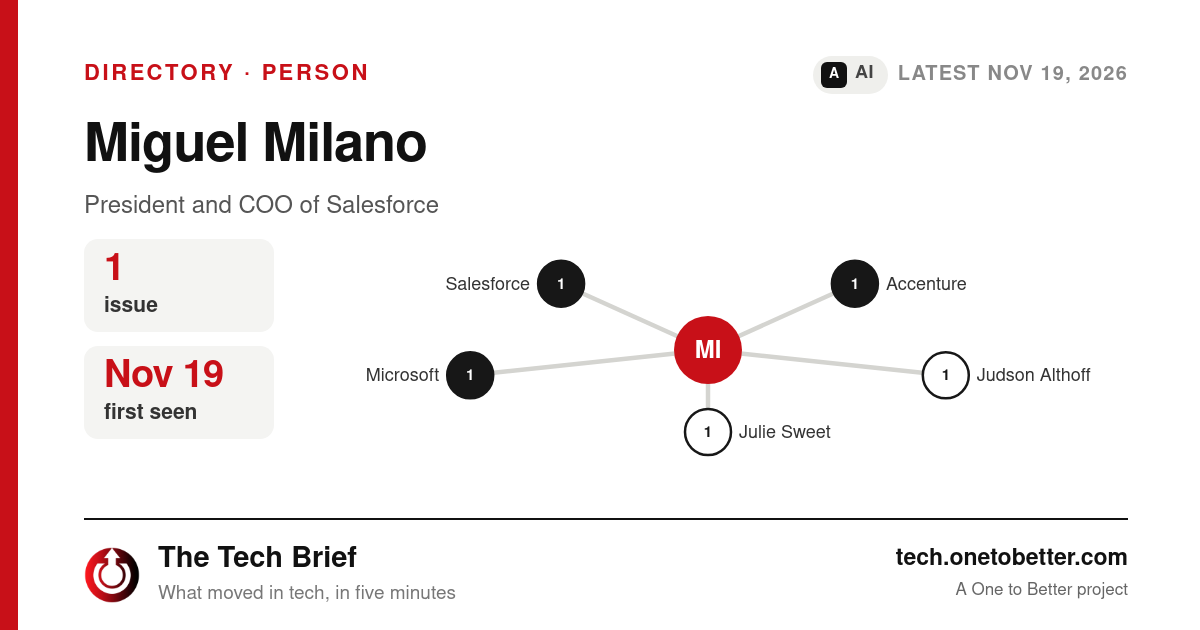 DIRECTORY · PERSON
A AI LATEST NOV 19, 2026
Miguel Milano
President and COO of Salesforce
1
issue
Nov 19
first seen
Salesforce 1
1 Accenture
MI
Microsoft 1
1 Judson Althoff
1 Julie Sweet
The Tech Brief
What moved in tech, in five minutes
tech.onetobetter.com
A One to Better project